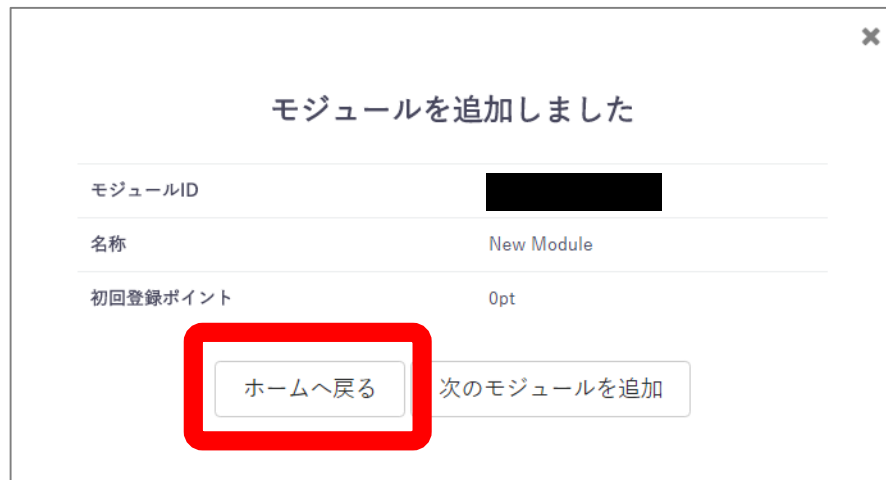 モジュールを追加しました
モジュールID
名称 New Module
初回登録ポイント 0pt
ホームへ戻る 次のモジュールを追加